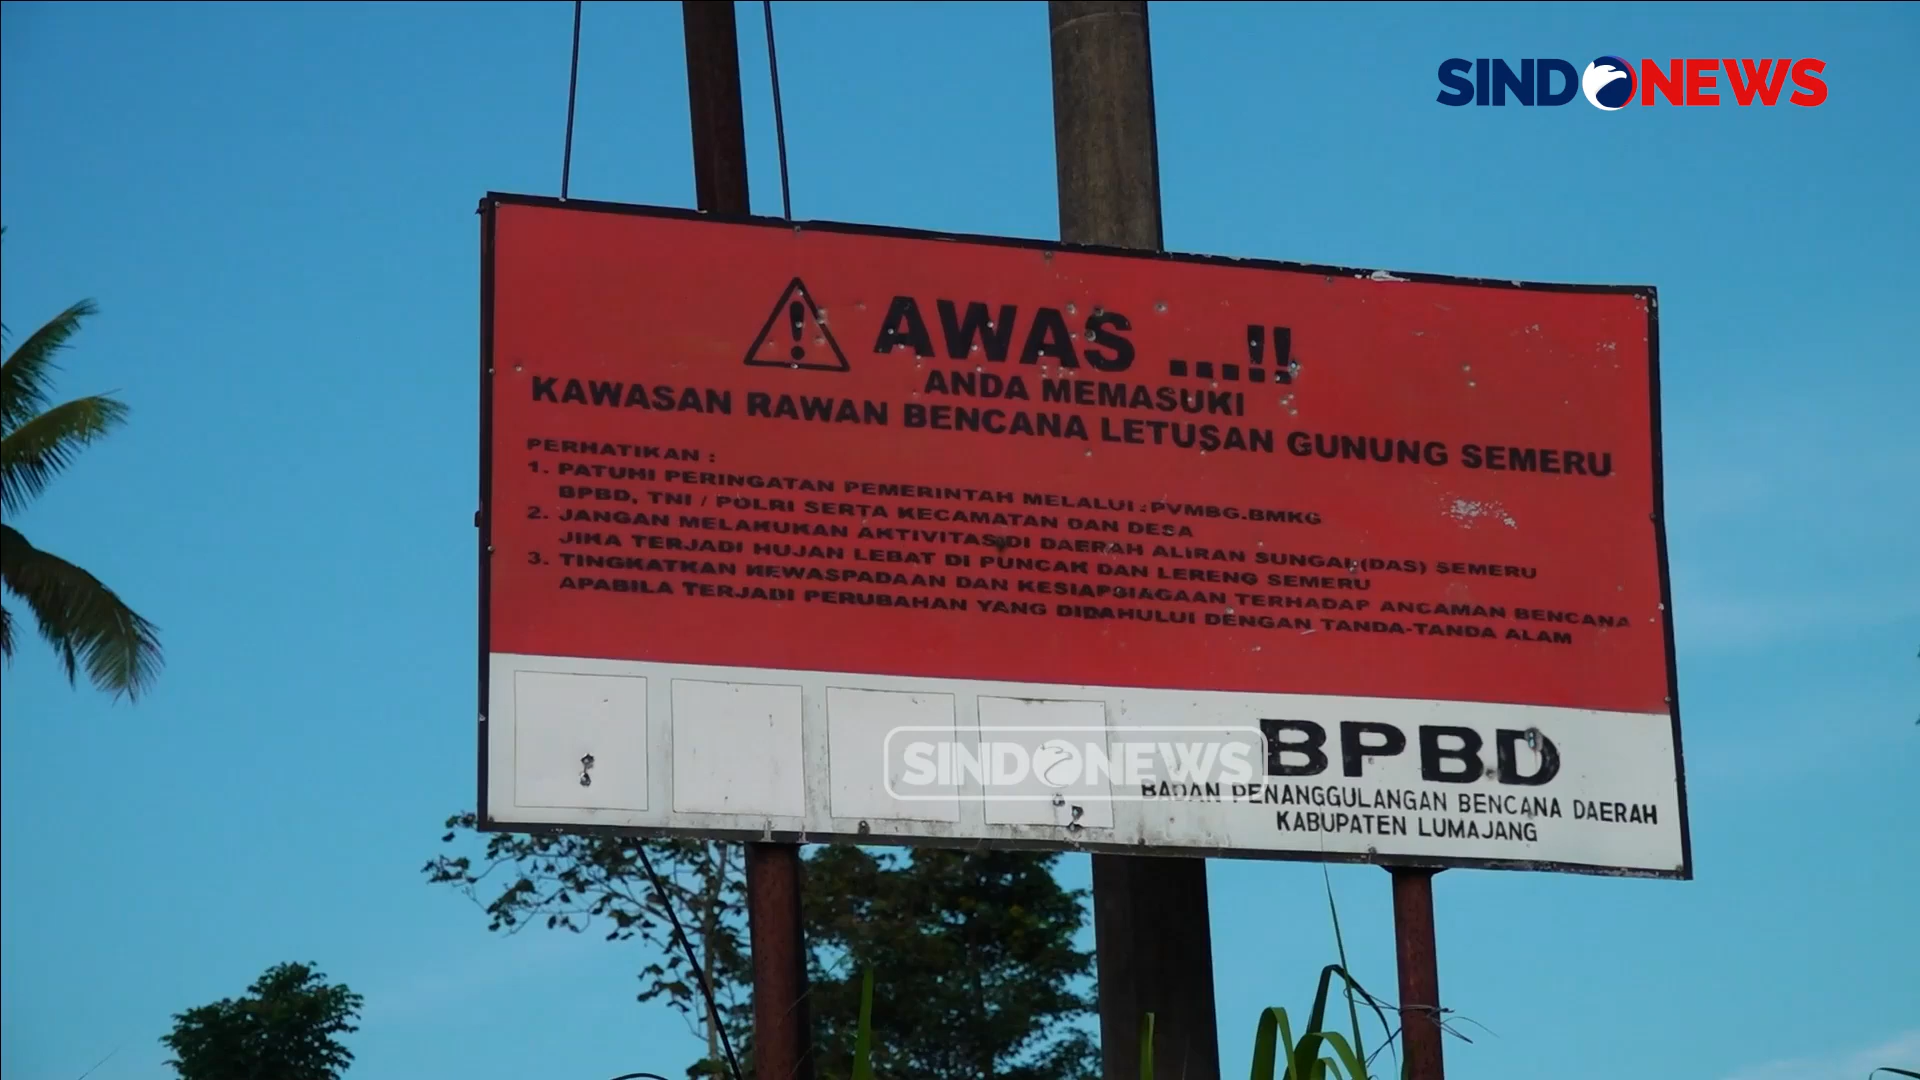 SINDONEWS
AWAS ...!!
ANDA MEMASUKI
KAWASAN RAWAN BENCANA LETUSAN GUNUNG SEMERU
PERHATIKAN :
1. PATUHI PERINGATAN PEMERINTAH MELALUI :PVMBG.BMKG
BPBD, TNI / POLRI SERTA KECAMATAN DAN DESA
2. JANGAN MELAKUKAN AKTIVITAS DI DAERAH ALIRAN SUNGAI (DAS) SEMERU
JIKA TERJADI HUJAN LEBAT DI PUNCAK DAN LERENG SEMERU
3. TINGKATKAN KEWASPADAAN DAN KESIAPSIAGAAN TERHADAP ANCAMAN BENCANA
APABILA TERJADI PERUBAHAN YANG DIDAHULUI DENGAN TANDA-TANDA ALAM
SINDONEWS
BPBD
BADAN PENANGGULANGAN BENCANA DAERAH
KABUPATEN LUMAJANG